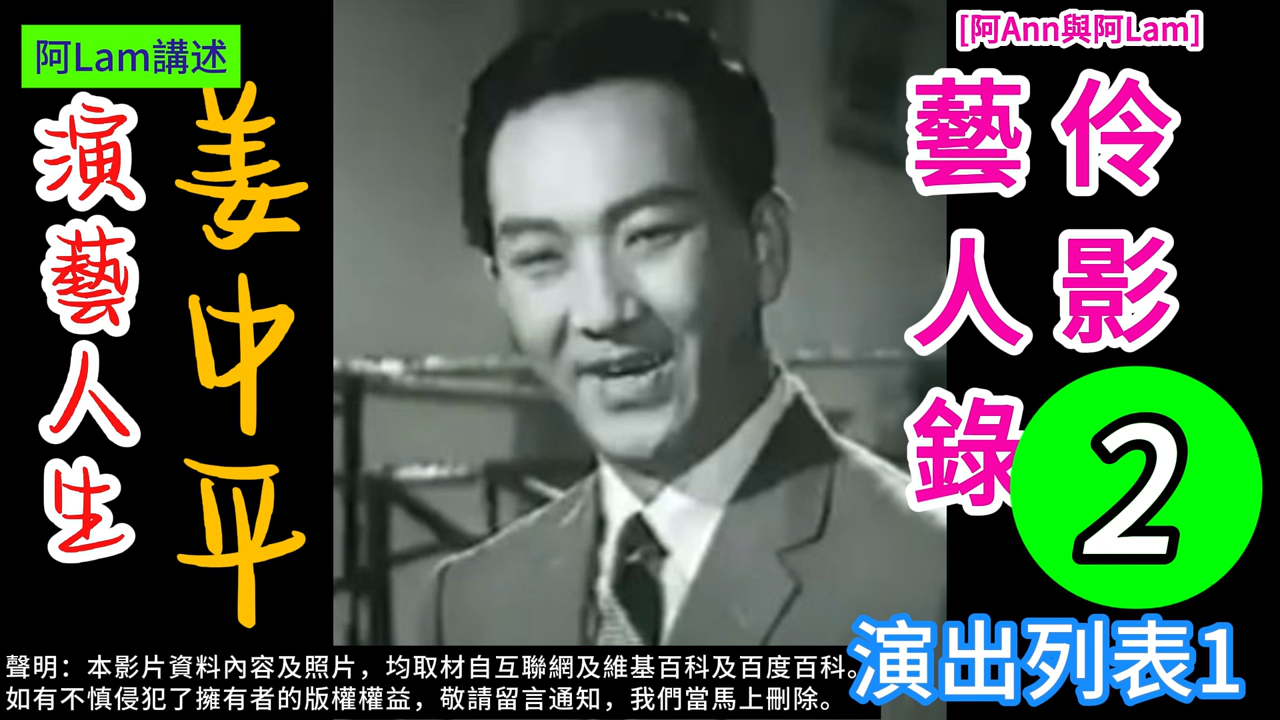 阿Lam講述
姜中平
演藝人生
[阿Ann與阿Lam]
伶影
藝人錄
2
演出列表1
聲明：本影片資料內容及照片，均取材自互聯網及維基百科及百度百科。
如有不慎侵犯了擁有者的版權權益，敬請留言通知，我們當馬上刪除。